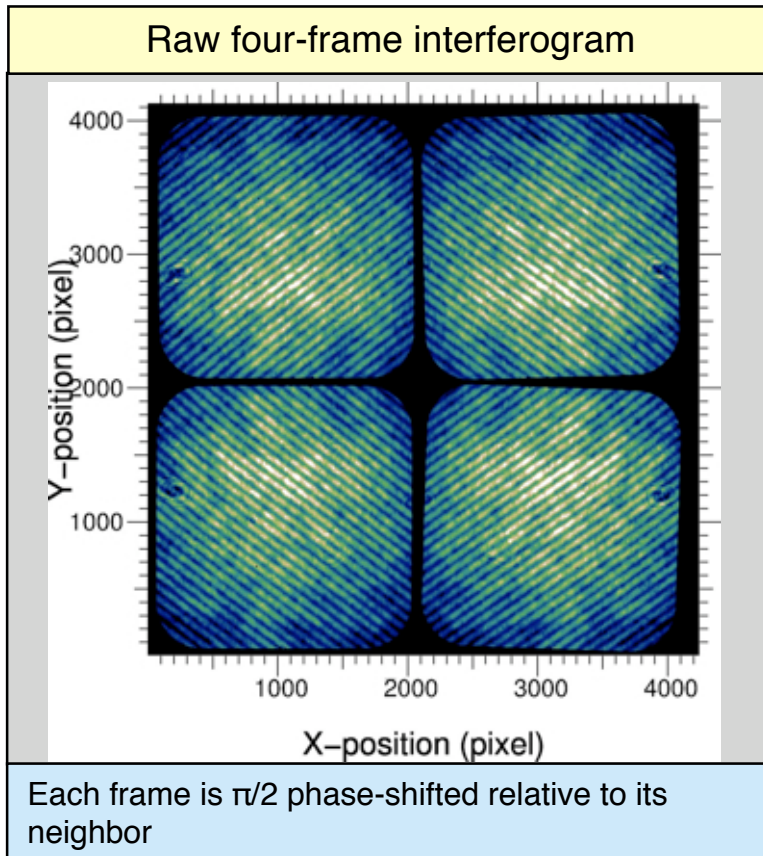 Raw four-frame interferogram
4000
3000
2000
1000
Y−position (pixel)
1000 2000 3000 4000
X−position (pixel)
Each frame is π/2 phase-shifted relative to its
neighbor